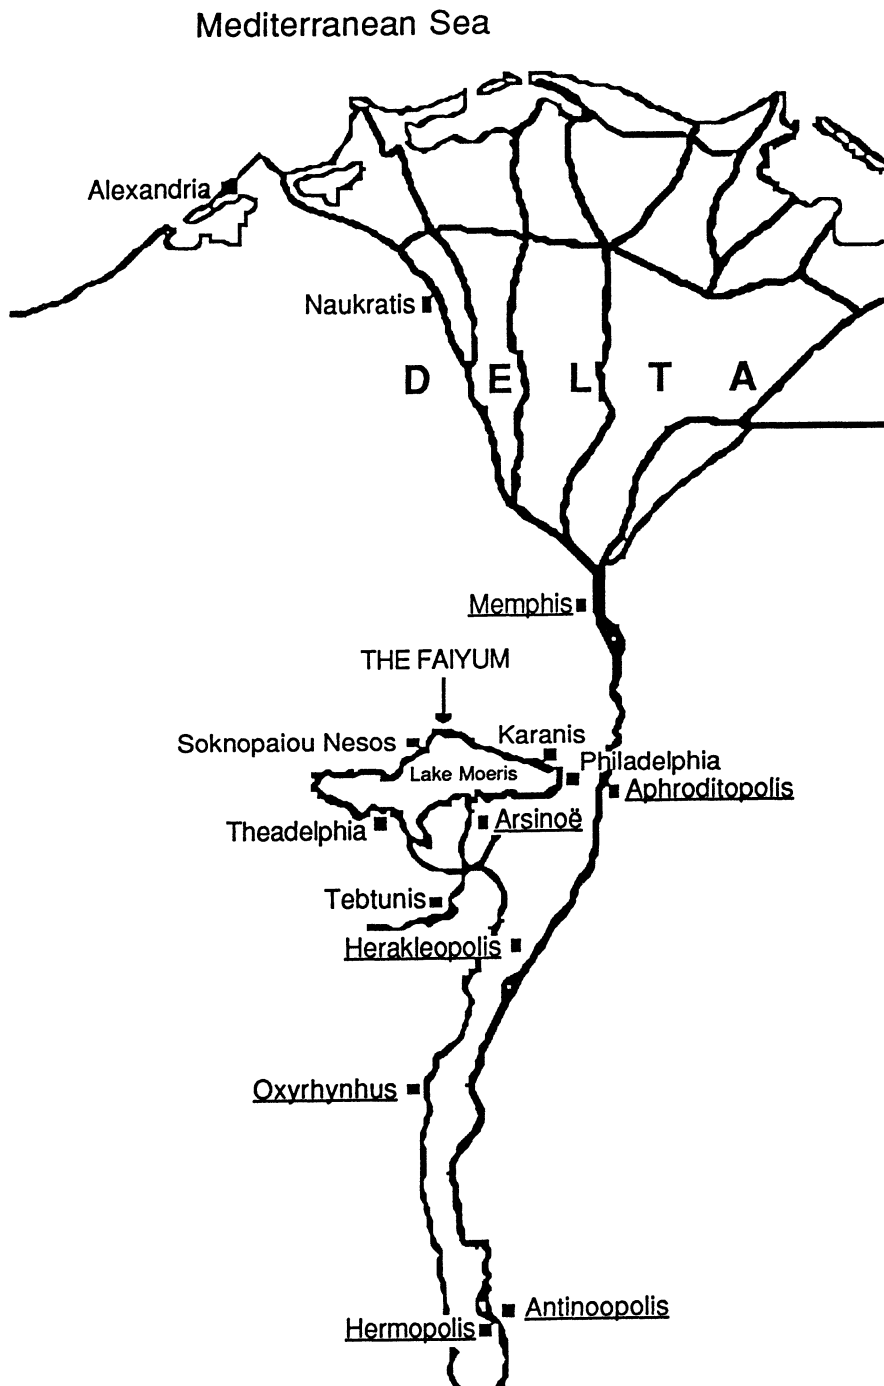 Mediterranean Sea
Alexandria
Naukratis
D E L T A
Memphis
THE FAIYUM
Soknopaiou Nesos
Karanis
Lake Moeris
Philadelphia
Aphroditopolis
Theadelphia
Arsinoë
Tebtunis
Herakleopolis
Oxyrhynhus
Antinoopolis
Hermopolis